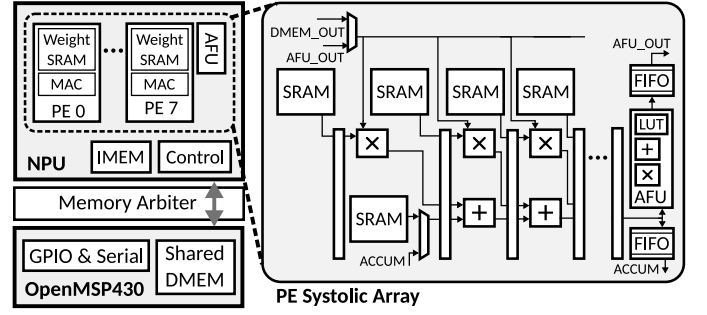 Weight
SRAM
MAC
PE 0
Weight
SRAM
MAC
PE 7
AFU
NPU
IMEM
Control
Memory Arbiter
GPIO & Serial
Shared
DMEM
OpenMSP430
DMEM_OUT
AFU_OUT
SRAM
SRAM
SRAM
SRAM
×
×
×
SRAM
+
+
ACCUM
AFU_OUT
FIFO
LUT
+
×
AFU
FIFO
ACCUM
PE Systolic Array